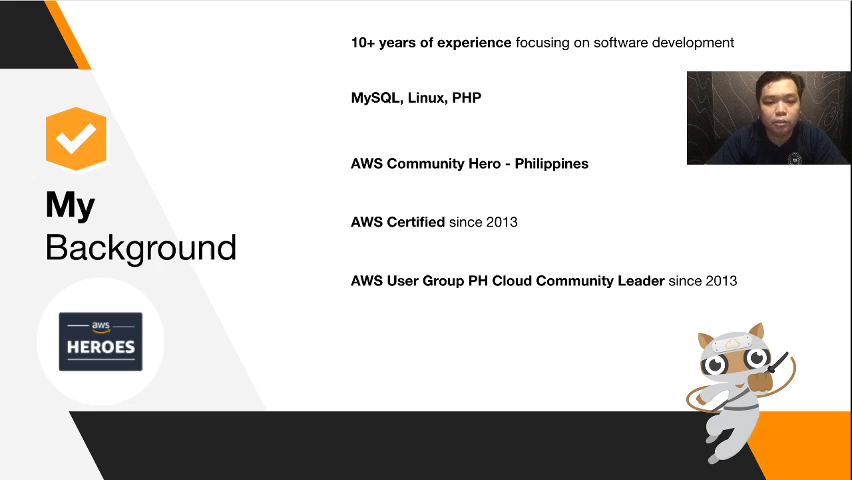 10+ years of experience focusing on software development
MySQL, Linux, PHP
AWS Community Hero - Philippines
My
Background
AWS Certified since 2013
AWS User Group PH Cloud Community Leader since 2013
aws
HEROES